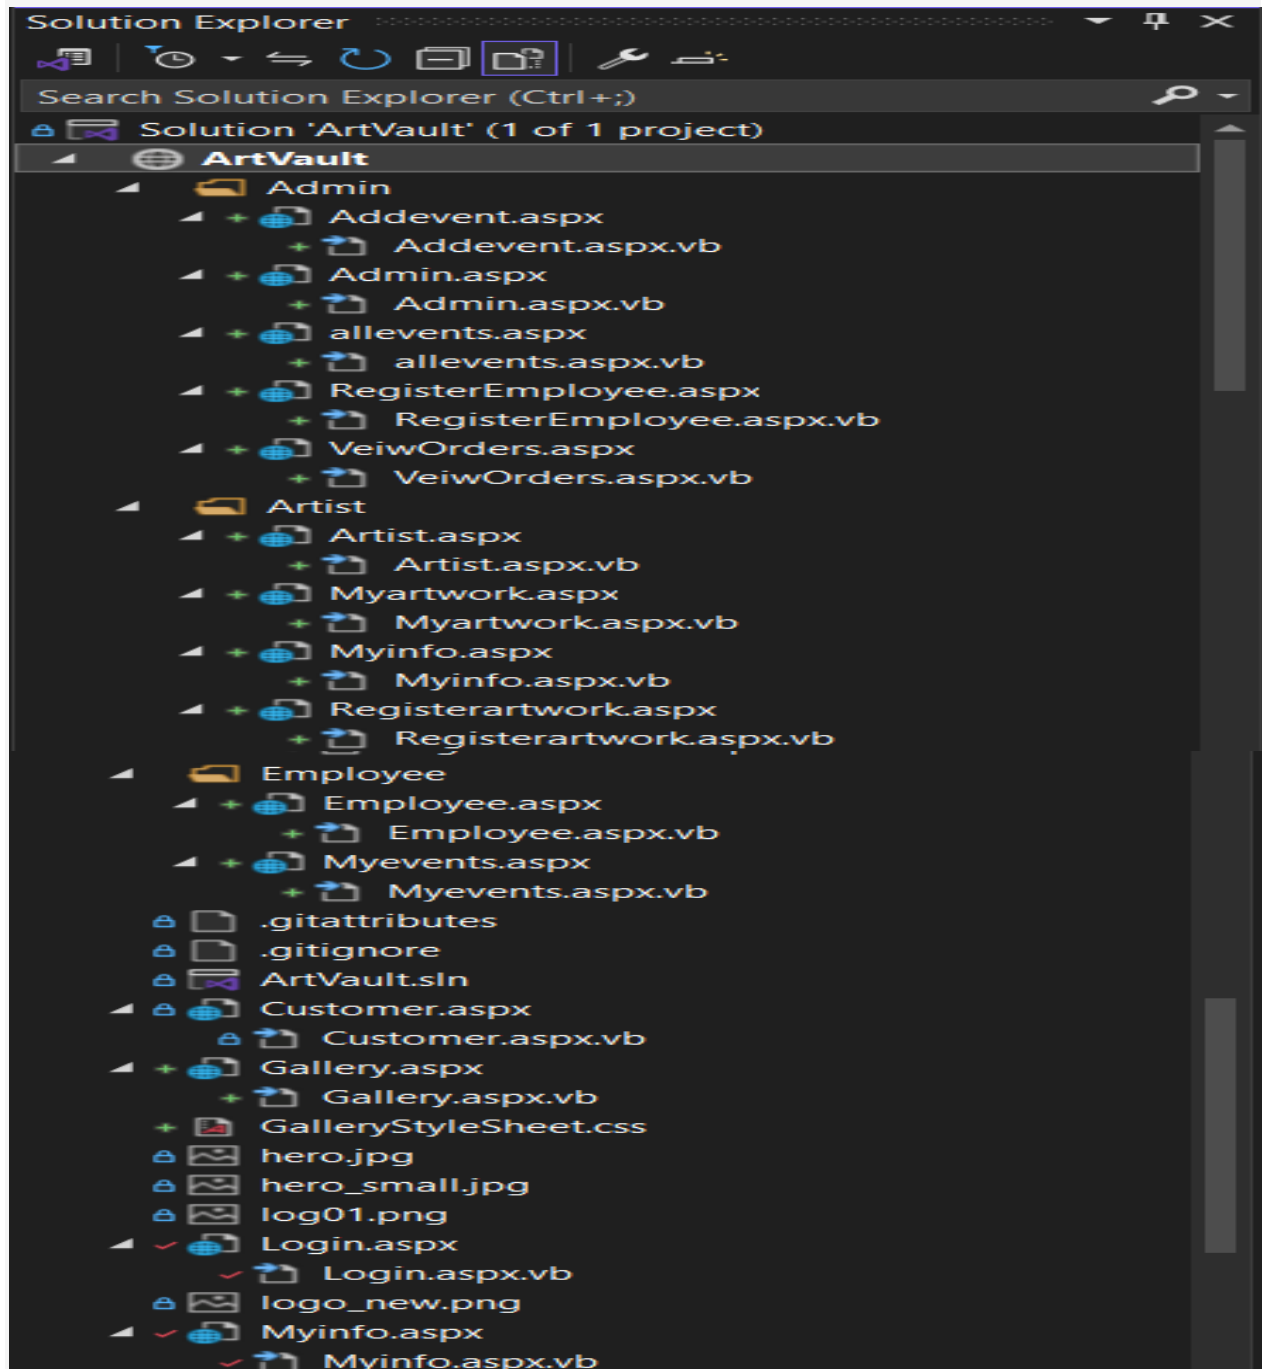 Solution Explorer
Search Solution Explorer (Ctrl+;)
Solution 'ArtVault' (1 of 1 project)
ArtVault
Admin
Addevent.aspx
Addevent.aspx.vb
Admin.aspx
Admin.aspx.vb
allevents.aspx
allevents.aspx.vb
RegisterEmployee.aspx
RegisterEmployee.aspx.vb
VeiwOrders.aspx
VeiwOrders.aspx.vb
Artist
Artist.aspx
Artist.aspx.vb
Myartwork.aspx
Myartwork.aspx.vb
Myinfo.aspx
Myinfo.aspx.vb
Registerartwork.aspx
Registerartwork.aspx.vb
Employee
Employee.aspx
Employee.aspx.vb
Myevents.aspx
Myevents.aspx.vb
.gitattributes
.gitignore
ArtVault.sln
Customer.aspx
Customer.aspx.vb
Gallery.aspx
Gallery.aspx.vb
GalleryStyleSheet.css
hero.jpg
hero_small.jpg
log01.png
Login.aspx
Login.aspx.vb
logo_new.png
Myinfo.aspx
Myinfo.aspx.vb